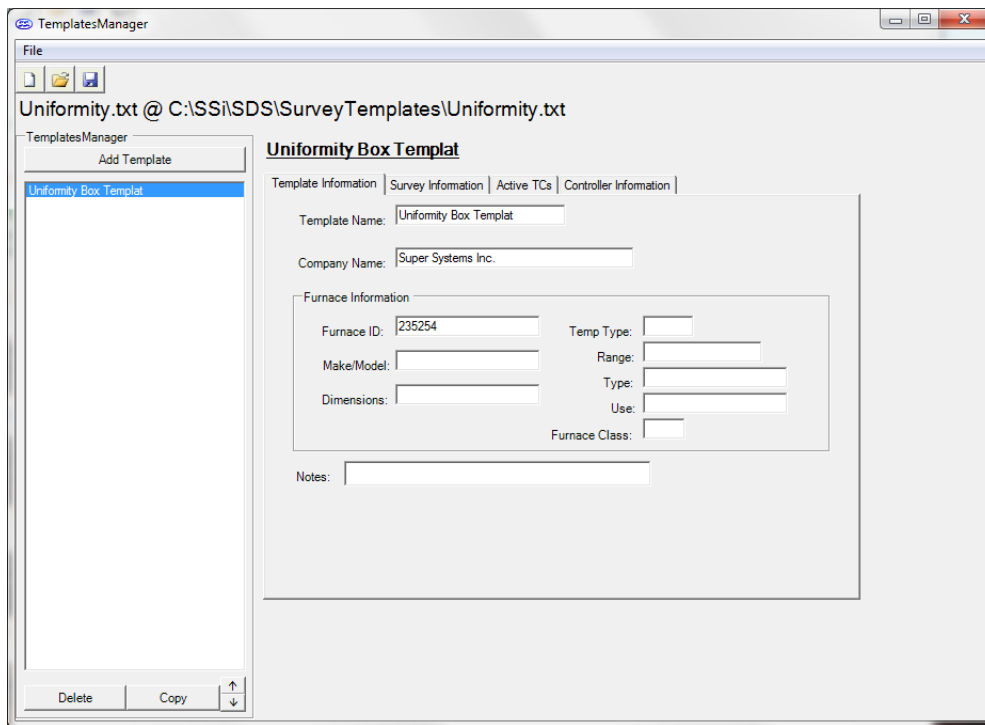 TemplatesManager
File
Uniformity.txt @ C:\SSi\SDS\SurveyTemplates\Uniformity.txt
TemplatesManager
Add Template
Uniformity Box Templat
Uniformity Box Templat
Template Information Survey Information Active TCs Controller Information
Template Name: Uniformity Box Templat
Company Name: Super Systems Inc.
Furnace Information
Furnace ID: 235254
Make/Model:
Dimensions:
Temp Type:
Range:
Type:
Use:
Furnace Class:
Notes:
Delete Copy